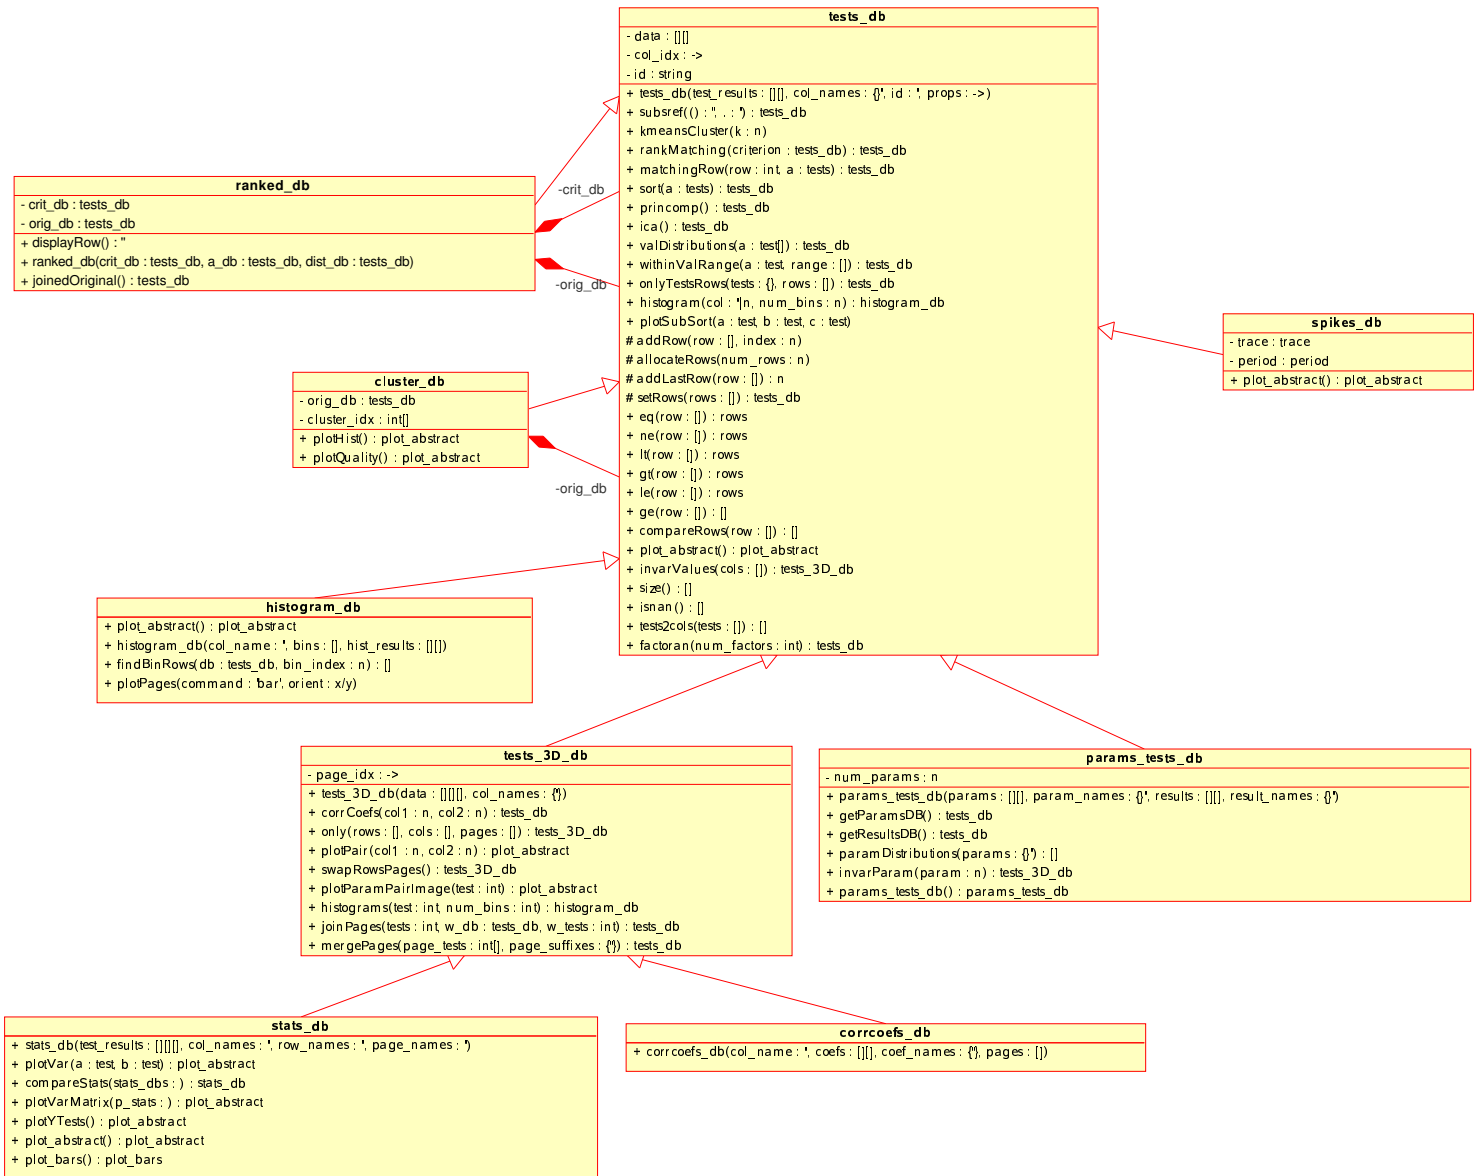 tests_db
- data : [][]
- col_idx : ->
- id : string
+ tests_db(test_results : [][], col_names : {}'', id : '', props : ->)
+ subsref(() : '', . : '') : tests_db
+ kmeansCluster(k : n)
+ rankMatching(criterion : tests_db) : tests_db
+ matchingRow(row : int, a : tests) : tests_db
+ sort(a : tests) : tests_db
+ princomp() : tests_db
+ ica() : tests_db
+ valDistributions(a : test[]) : tests_db
+ withinValRange(a : test, range : []) : tests_db
+ onlyTestsRows(tests : {}, rows : []) : tests_db
+ histogram(col : ''|n, num_bins : n) : histogram_db
+ plotSubSort(a : test, b : test, c : test)
# addRow(row : [], index : n)
# allocateRows(num_rows : n)
# addLastRow(row : []) : n
# setRows(rows : []) : tests_db
+ eq(row : []) : rows
+ ne(row : []) : rows
+ lt(row : []) : rows
+ gt(row : []) : rows
+ le(row : []) : rows
+ ge(row : []) : []
+ compareRows(row : []) : []
+ plot_abstract() : plot_abstract
+ invarValues(cols : []) : tests_3D_db
+ size() : []
+ isnan() : []
+ tests2cols(tests : []) : []
+ factoran(num_factors : int) : tests_db
ranked_db
- crit_db : tests_db
- orig_db : tests_db
+ displayRow() : ''
+ ranked_db(crit_db : tests_db, a_db : tests_db, dist_db : tests_db)
+ joinedOriginal() : tests_db
-crit_db
-orig_db
spikes_db
- trace : trace
- period : period
+ plot_abstract() : plot_abstract
cluster_db
- orig_db : tests_db
- cluster_idx : int[]
+ plotHist() : plot_abstract
+ plotQuality() : plot_abstract
-orig_db
histogram_db
+ plot_abstract() : plot_abstract
+ histogram_db(col_name : '', bins : [], hist_results : [][])
+ findBinRows(db : tests_db, bin_index : n) : []
+ plotPages(command : 'bar', orient : x/y)
tests_3D_db
- page_idx : ->
+ tests_3D_db(data : [][][], col_names : {''})
+ corrCoefs(col1 : n, col2 : n) : tests_db
+ only(rows : [], cols : [], pages : []) : tests_3D_db
+ plotPair(col1 : n, col2 : n) : plot_abstract
+ swapRowsPages() : tests_3D_db
+ plotParamPairImage(test : int) : plot_abstract
+ histograms(test : int, num_bins : int) : histogram_db
+ joinPages(tests : int, w_db : tests_db, w_tests : int) : tests_db
+ mergePages(page_tests : int[], page_suffixes : {''}) : tests_db
params_tests_db
- num_params : n
+ params_tests_db(params : [][], param_names : {}'', results : [][], result_names : {}'')
+ getParamsDB() : tests_db
+ getResultsDB() : tests_db
+ paramDistributions(params : {}'') : []
+ invarParam(param : n) : tests_3D_db
+ params_tests_db() : params_tests_db
stats_db
+ stats_db(test_results : [][][], col_names : '', row_names : '', page_names : '')
+ plotVar(a : test, b : test) : plot_abstract
+ compareStats(stats_dbs : ) : stats_db
+ plotVarMatrix(p_stats : ) : plot_abstract
+ plotYTests() : plot_abstract
+ plot_abstract() : plot_abstract
+ plot_bars() : plot_bars
corrcoefs_db
+ corrcoefs_db(col_name : '', coefs : [][], coef_names : {''}, pages : [])